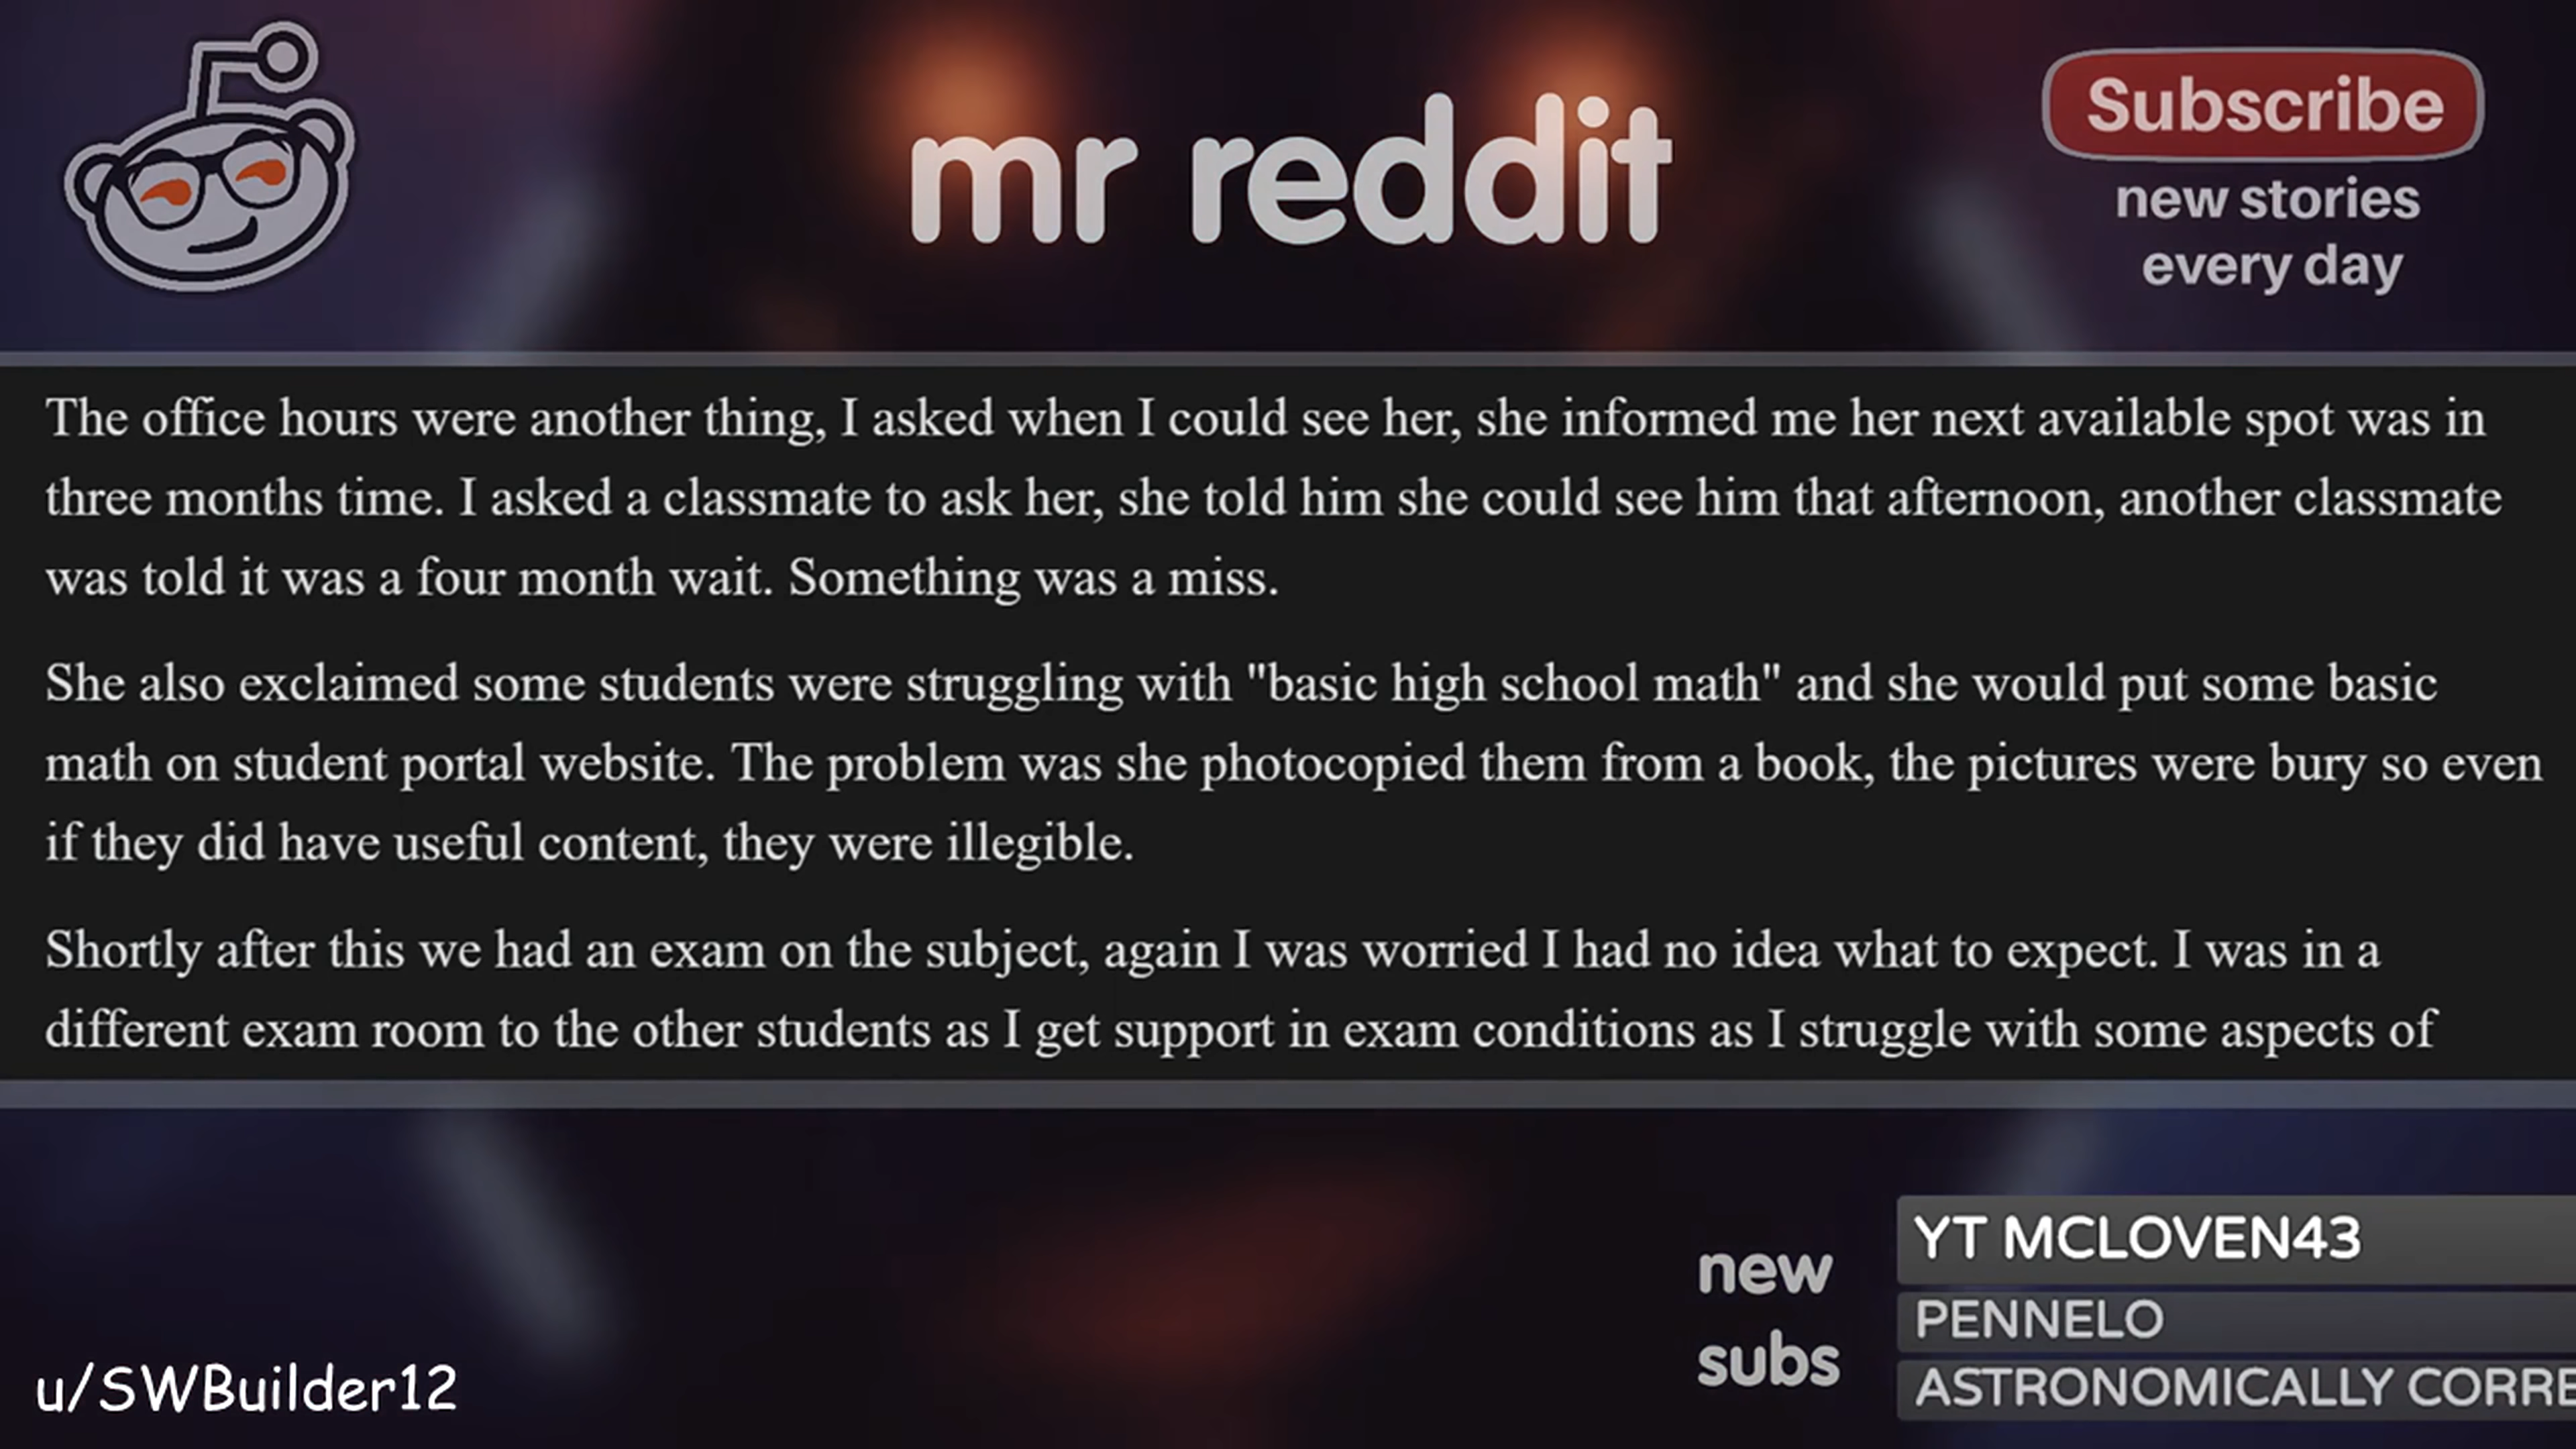 mr reddit
Subscribe
new stories
every day
The office hours were another thing, I asked when I could see her, she informed me her next available spot was in
three months time. I asked a classmate to ask her, she told him she could see him that afternoon, another classmate
was told it was a four month wait. Something was a miss.
She also exclaimed some students were struggling with "basic high school math" and she would put some basic
math on student portal website. The problem was she photocopied them from a book, the pictures were bury so even
if they did have useful content, they were illegible.
Shortly after this we had an exam on the subject, again I was worried I had no idea what to expect. I was in a
different exam room to the other students as I get support in exam conditions as I struggle with some aspects of
new
subs
YT MCLOVEN43
PENNELO
ASTRONOMICALLY CORRE
u/SWBuilder12